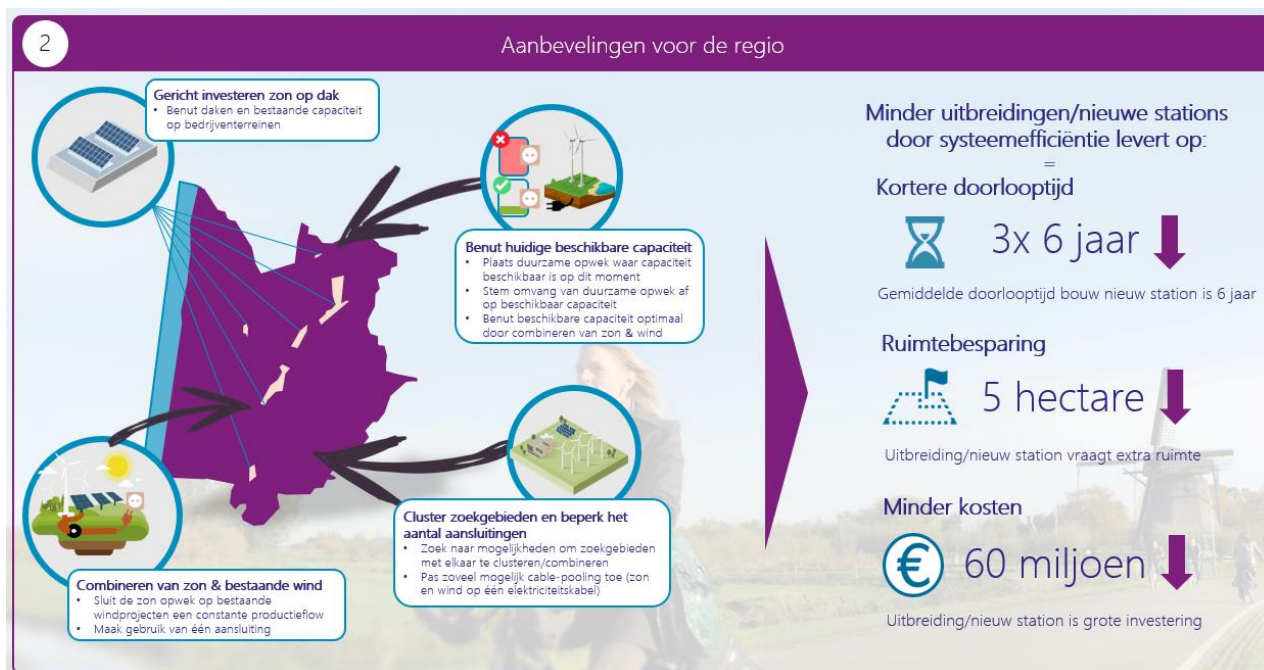 2
Aanbevelingen voor de regio
Gericht investeren zon op dak
• Benut daken en bestaande capaciteit
op bedrijventerreinen
Benut huidige beschikbare capaciteit
• Plaats duurzame opwek waar capaciteit
beschikbaar is op dit moment
• Stem omvang van duurzame opwek af
op beschikbaar capaciteit
• Benut beschikbare capaciteit optimaal
door combineren van zon & wind
Cluster zoekgebieden en beperk het
aantal aansluitingen
• Zoek naar mogelijkheden om zoekgebieden
met elkaar te clusteren/combineren
• Pas zoveel mogelijk cable-pooling toe (zon
en wind op één elektriciteitskabel)
Combineren van zon & bestaande wind
• Sluit de zon opwek op bestaande
windprojecten een constante productieflow
• Maak gebruik van één aansluiting
Minder uitbreidingen/nieuwe stations
door systeemefficiëntie levert op:
=
Kortere doorlooptijd
3x 6 jaar
Gemiddelde doorlooptijd bouw nieuw station is 6 jaar
Ruimtebesparing
5 hectare
Uitbreiding/nieuw station vraagt extra ruimte
Minder kosten
€ 60 miljoen
Uitbreiding/nieuw station is grote investering